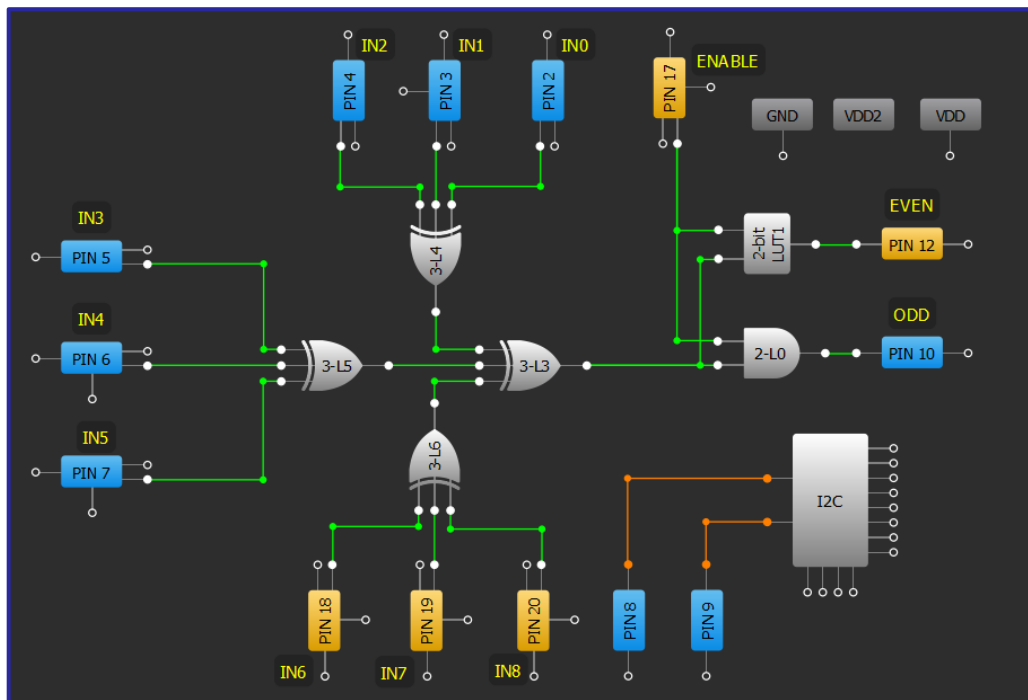 IN2
IN1
IN0
ENABLE
PIN 4
PIN 3
PIN 2
PIN 17
GND
VDD2
VDD
IN3
PIN 5
3-L4
2-bit
LUT1
EVEN
PIN 12
IN4
PIN 6
3-L5
3-L3
2-L0
ODD
PIN 10
IN5
PIN 7
3-L6
I2C
PIN 18
PIN 19
PIN 20
PIN 8
PIN 9
IN6
IN7
IN8